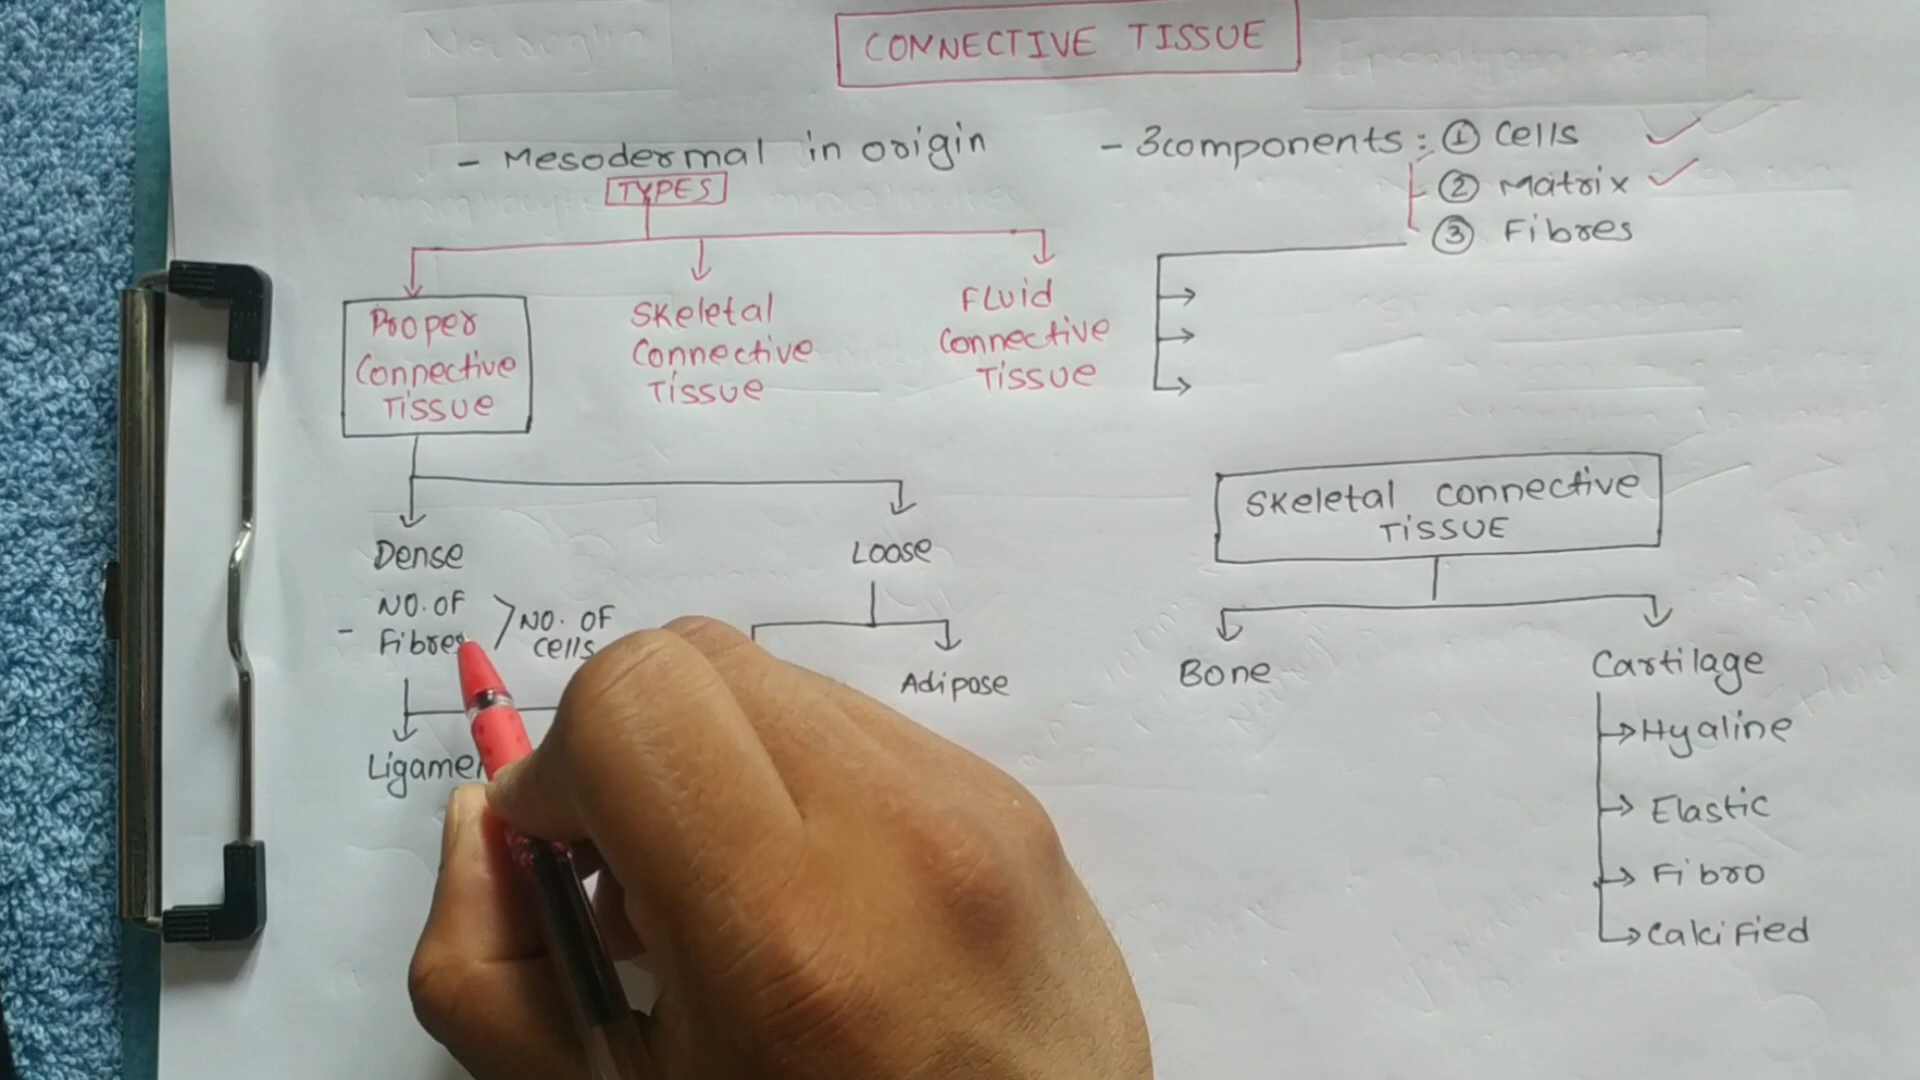 CONNECTIVE TISSUE
- Mesodermal in origin
- 3components: ① Cells
② Matrix
③ Fibres
TYPES
Proper
Connective
Tissue
Skeletal
Connective
Tissue
Fluid
Connective
Tissue
Dense
Loose
- NO. OF
Fibres
> NO. OF
cells
Ligamen
Adipose
Skeletal connective
Tissue
Bone
Cartilage
Hyaline
Elastic
Fibro
Calcified